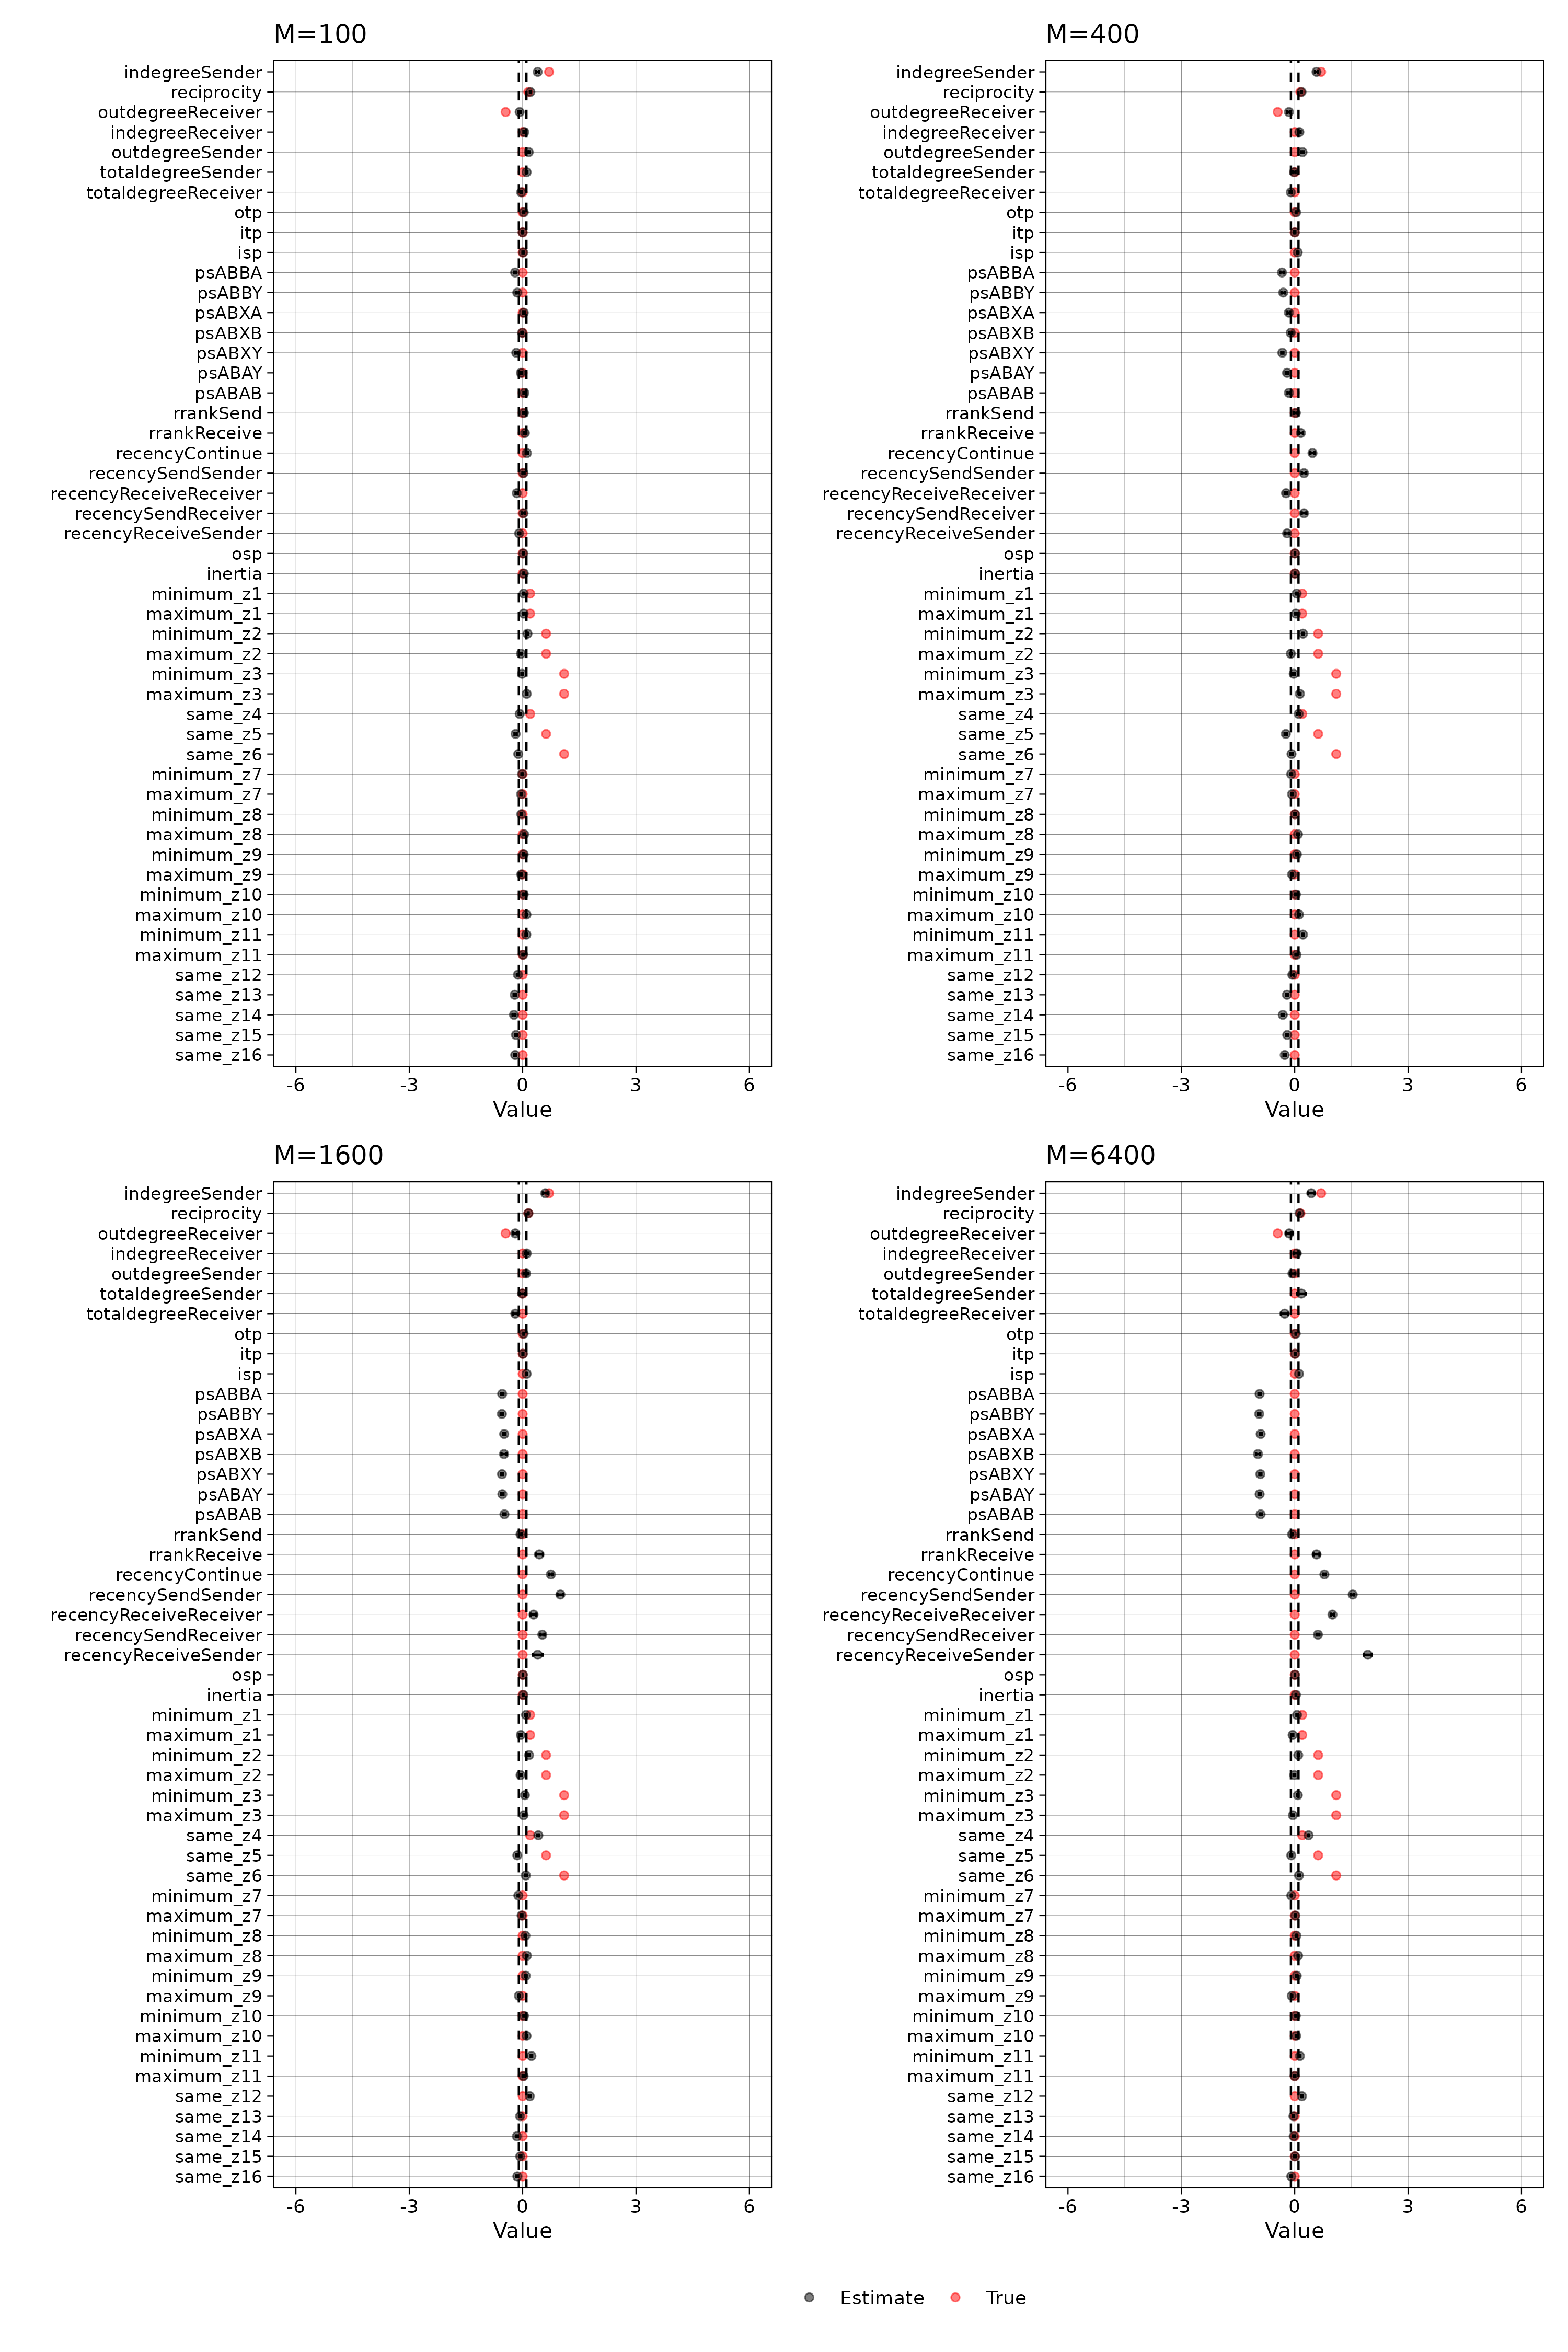 M=100
indegreeSender
reciprocity
outdegreeReceiver
indegreeReceiver
outdegreeSender
totaldegreeSender
totaldegreeReceiver
otp
itp
isp
psABBA
psABBY
psABXA
psABXB
psABXY
psABAY
psABAB
rrankSend
rrankReceive
recencyContinue
recencySendSender
recencyReceiveReceiver
recencySendReceiver
recencyReceiveSender
osp
inertia
minimum_z1
maximum_z1
minimum_z2
maximum_z2
minimum_z3
maximum_z3
same_z4
same_z5
same_z6
minimum_z7
maximum_z7
minimum_z8
maximum_z8
minimum_z9
maximum_z9
minimum_z10
maximum_z10
minimum_z11
maximum_z11
same_z12
same_z13
same_z14
same_z15
same_z16
-6 -3 0 3 6
Value
M=400
indegreeSender
reciprocity
outdegreeReceiver
indegreeReceiver
outdegreeSender
totaldegreeSender
totaldegreeReceiver
otp
itp
isp
psABBA
psABBY
psABXA
psABXB
psABXY
psABAY
psABAB
rrankSend
rrankReceive
recencyContinue
recencySendSender
recencyReceiveReceiver
recencySendReceiver
recencyReceiveSender
osp
inertia
minimum_z1
maximum_z1
minimum_z2
maximum_z2
minimum_z3
maximum_z3
same_z4
same_z5
same_z6
minimum_z7
maximum_z7
minimum_z8
maximum_z8
minimum_z9
maximum_z9
minimum_z10
maximum_z10
minimum_z11
maximum_z11
same_z12
same_z13
same_z14
same_z15
same_z16
-6 -3 0 3 6
Value
M=1600
indegreeSender
reciprocity
outdegreeReceiver
indegreeReceiver
outdegreeSender
totaldegreeSender
totaldegreeReceiver
otp
itp
isp
psABBA
psABBY
psABXA
psABXB
psABXY
psABAY
psABAB
rrankSend
rrankReceive
recencyContinue
recencySendSender
recencyReceiveReceiver
recencySendReceiver
recencyReceiveSender
osp
inertia
minimum_z1
maximum_z1
minimum_z2
maximum_z2
minimum_z3
maximum_z3
same_z4
same_z5
same_z6
minimum_z7
maximum_z7
minimum_z8
maximum_z8
minimum_z9
maximum_z9
minimum_z10
maximum_z10
minimum_z11
maximum_z11
same_z12
same_z13
same_z14
same_z15
same_z16
-6 -3 0 3 6
Value
M=6400
indegreeSender
reciprocity
outdegreeReceiver
indegreeReceiver
outdegreeSender
totaldegreeSender
totaldegreeReceiver
otp
itp
isp
psABBA
psABBY
psABXA
psABXB
psABXY
psABAY
psABAB
rrankSend
rrankReceive
recencyContinue
recencySendSender
recencyReceiveReceiver
recencySendReceiver
recencyReceiveSender
osp
inertia
minimum_z1
maximum_z1
minimum_z2
maximum_z2
minimum_z3
maximum_z3
same_z4
same_z5
same_z6
minimum_z7
maximum_z7
minimum_z8
maximum_z8
minimum_z9
maximum_z9
minimum_z10
maximum_z10
minimum_z11
maximum_z11
same_z12
same_z13
same_z14
same_z15
same_z16
-6 -3 0 3 6
Value
Estimate True